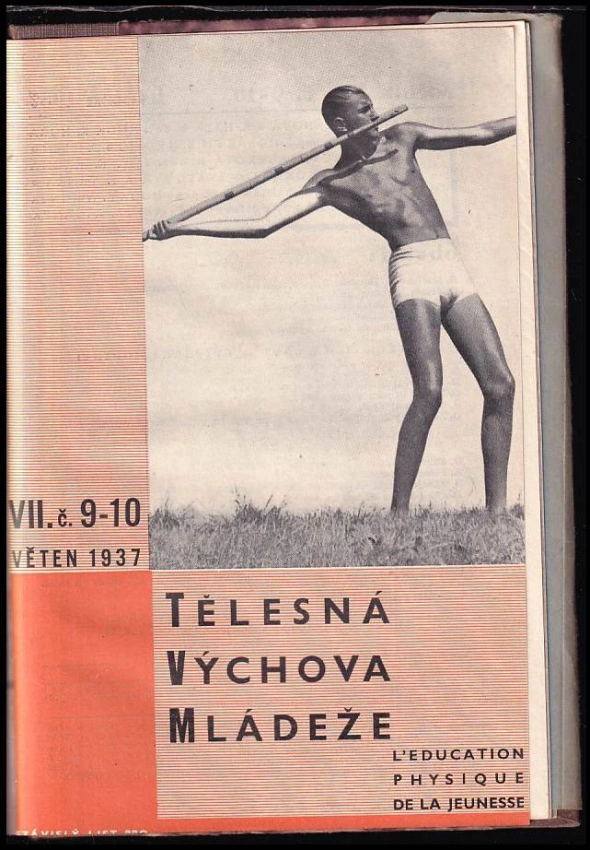 VII. č. 9-10
VĚTEN 1937
TĚLESNÁ
VÝCHOVA
MLÁDEŽE
L'EDUCATION
PHYSIQUE
DE LA JEUNESSE